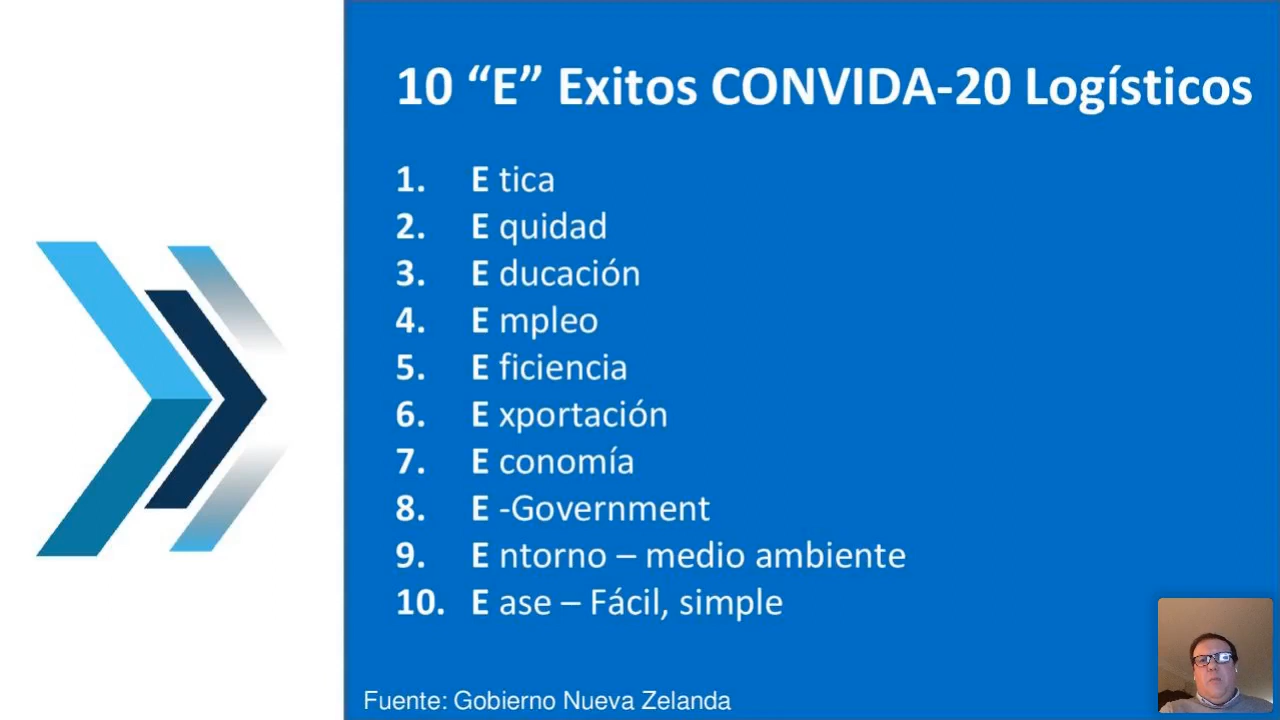 10 “E” Exitos CONVIDA-20 Logísticos
1. E tica
2. E quidad
3. E ducación
4. E mpleo
5. E ficiencia
6. E xportación
7. E conomía
8. E -Government
9. E ntorno – medio ambiente
10. E ase – Fácil, simple
Fuente: Gobierno Nueva Zelanda